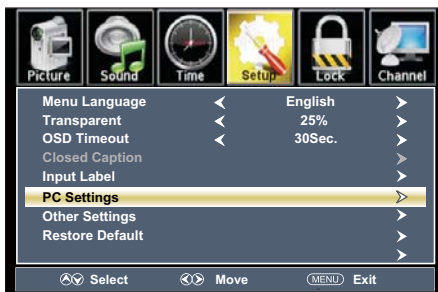 Picture Sound Time Setup Lock Channel
Menu Language English
Transparent 25%
OSD Timeout 30Sec.
Closed Caption
Input Label
PC Settings
Other Settings
Restore Default
Select Move MENU Exit